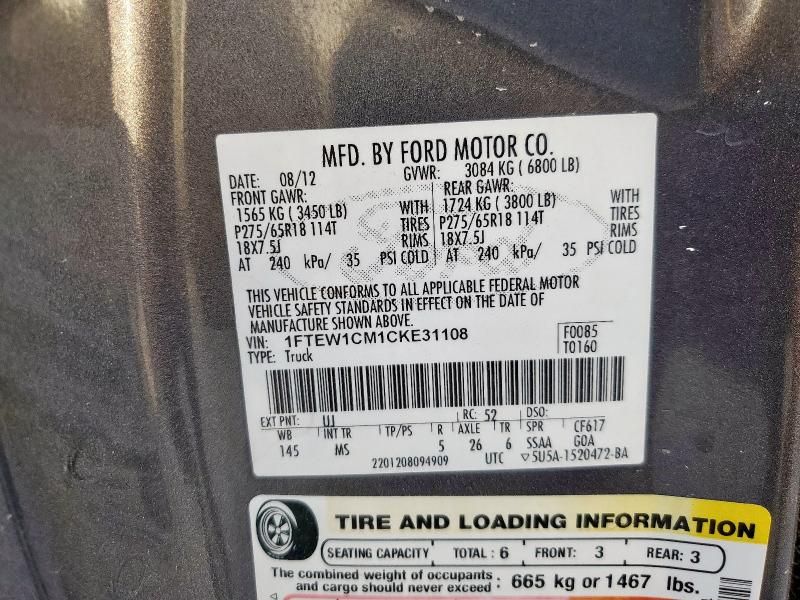 MFD. BY FORD MOTOR CO.
DATE: 08/12 GVWR: 3084 KG ( 6800 LB)
FRONT GAWR: REAR GAWR:
1565 KG ( 3450 LB) WITH 1724 KG ( 3800 LB) WITH
P275/65R18 114T TIRES P275/65R18 114T TIRES
18X7.5J RIMS 18X7.5J RIMS
AT 240 kPa/ 35 PSI COLD AT 240 kPa/ 35 PSI COLD
THIS VEHICLE CONFORMS TO ALL APPLICABLE FEDERAL MOTOR
VEHICLE SAFETY STANDARDS IN EFFECT ON THE DATE OF
MANUFACTURE SHOWN ABOVE.
VIN: 1FTEW1CM1CKE31108 F0085
TYPE: Truck T0160
EXT PNT: UJ RC: 52 DSO:
WB INT TR TP/PS R AXLE TR SPR CF617
145 MS 5 26 6 SSAA GOA
2201208094909 UTC ▽5U5A-1520472-BA
TIRE AND LOADING INFORMATION
SEATING CAPACITY TOTAL : 6 FRONT: 3 REAR: 3
The combined weight of occupants
and cargo should never exceed : 665 kg or 1467 lbs.